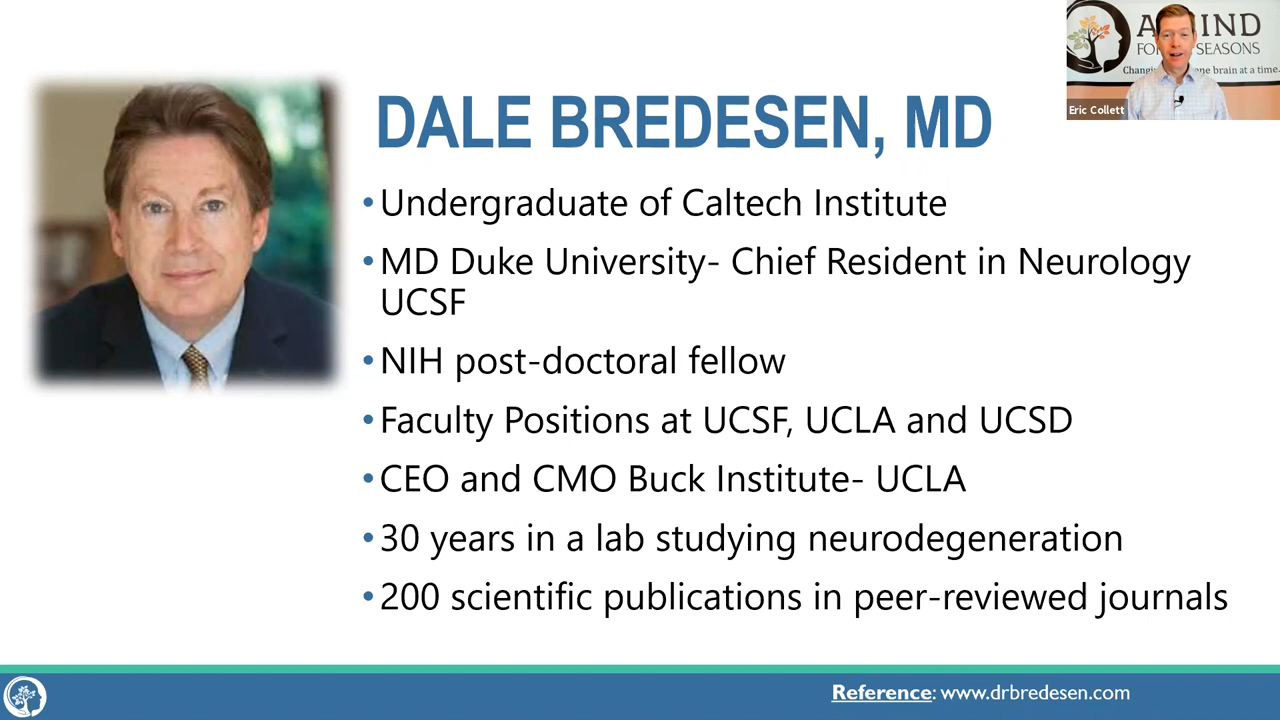 A MIND
FOR SEASONS
Changi one brain at a time.
Eric Collett
DALE BREDESEN, MD
•Undergraduate of Caltech Institute
•MD Duke University- Chief Resident in Neurology
UCSF
•NIH post-doctoral fellow
•Faculty Positions at UCSF, UCLA and UCSD
•CEO and CMO Buck Institute- UCLA
•30 years in a lab studying neurodegeneration
•200 scientific publications in peer-reviewed journals
Reference: www.drbredesen.com